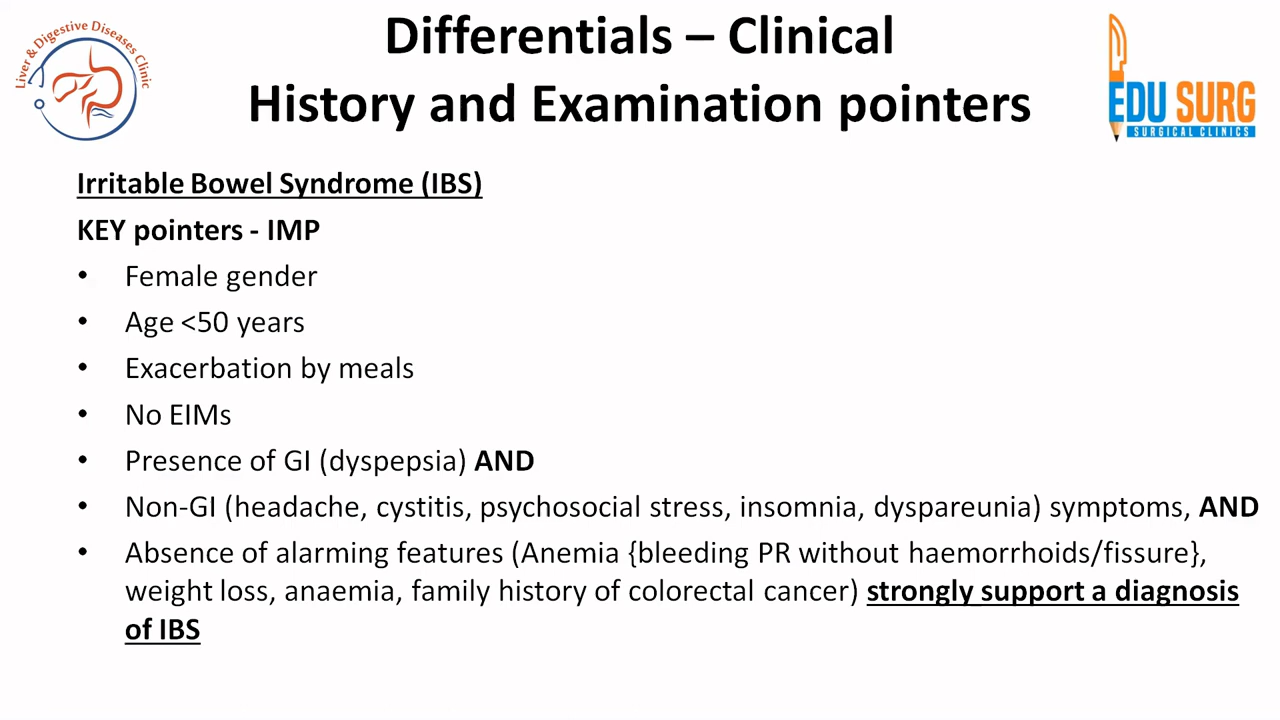 Liver & Digestive Diseases Clinic
Differentials – Clinical
History and Examination pointers
EDU SURG
SURGICAL CLINICS
Irritable Bowel Syndrome (IBS)
KEY pointers - IMP
• Female gender
• Age <50 years
• Exacerbation by meals
• No EIMs
• Presence of GI (dyspepsia) AND
• Non-GI (headache, cystitis, psychosocial stress, insomnia, dyspareunia) symptoms, AND
• Absence of alarming features (Anemia {bleeding PR without haemorrhoids/fissure},
weight loss, anaemia, family history of colorectal cancer) strongly support a diagnosis
of IBS